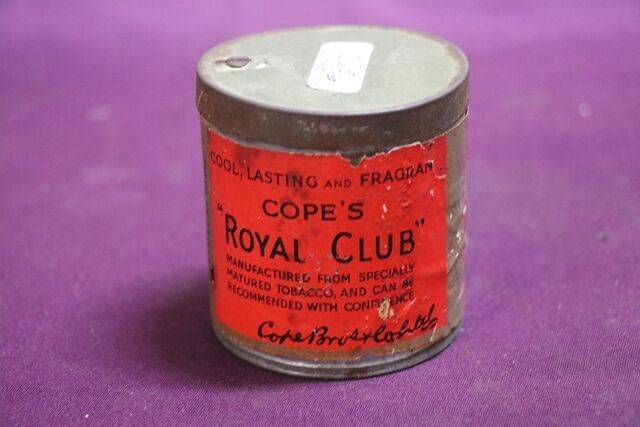 COOL, LASTING AND FRAGRAN
COPE'S
"ROYAL CLUB"
MANUFACTURED FROM SPECIALLY
MATURED TOBACCO, AND CAN BE
RECOMMENDED WITH CONFIDENCE
Cope Bros & Co Ltd